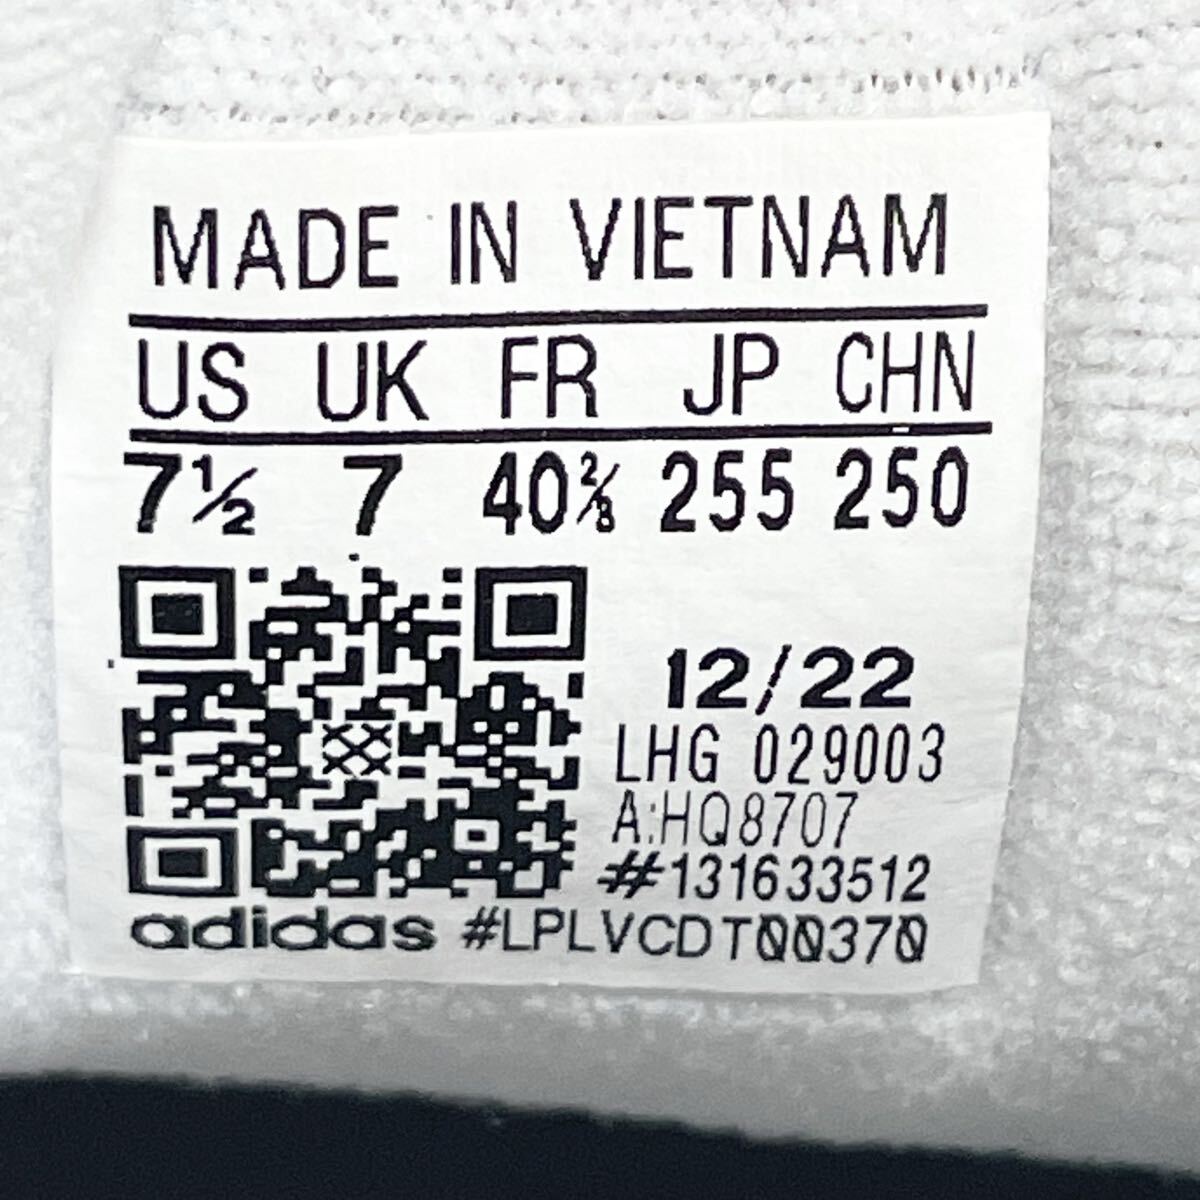 MADE IN VIETNAM
US UK FR JP CHN
7½ 7 40⅔ 255 250
12/22
LHG 029003
A:HQ8707
#131633512
adidas #LPLVCDT00370